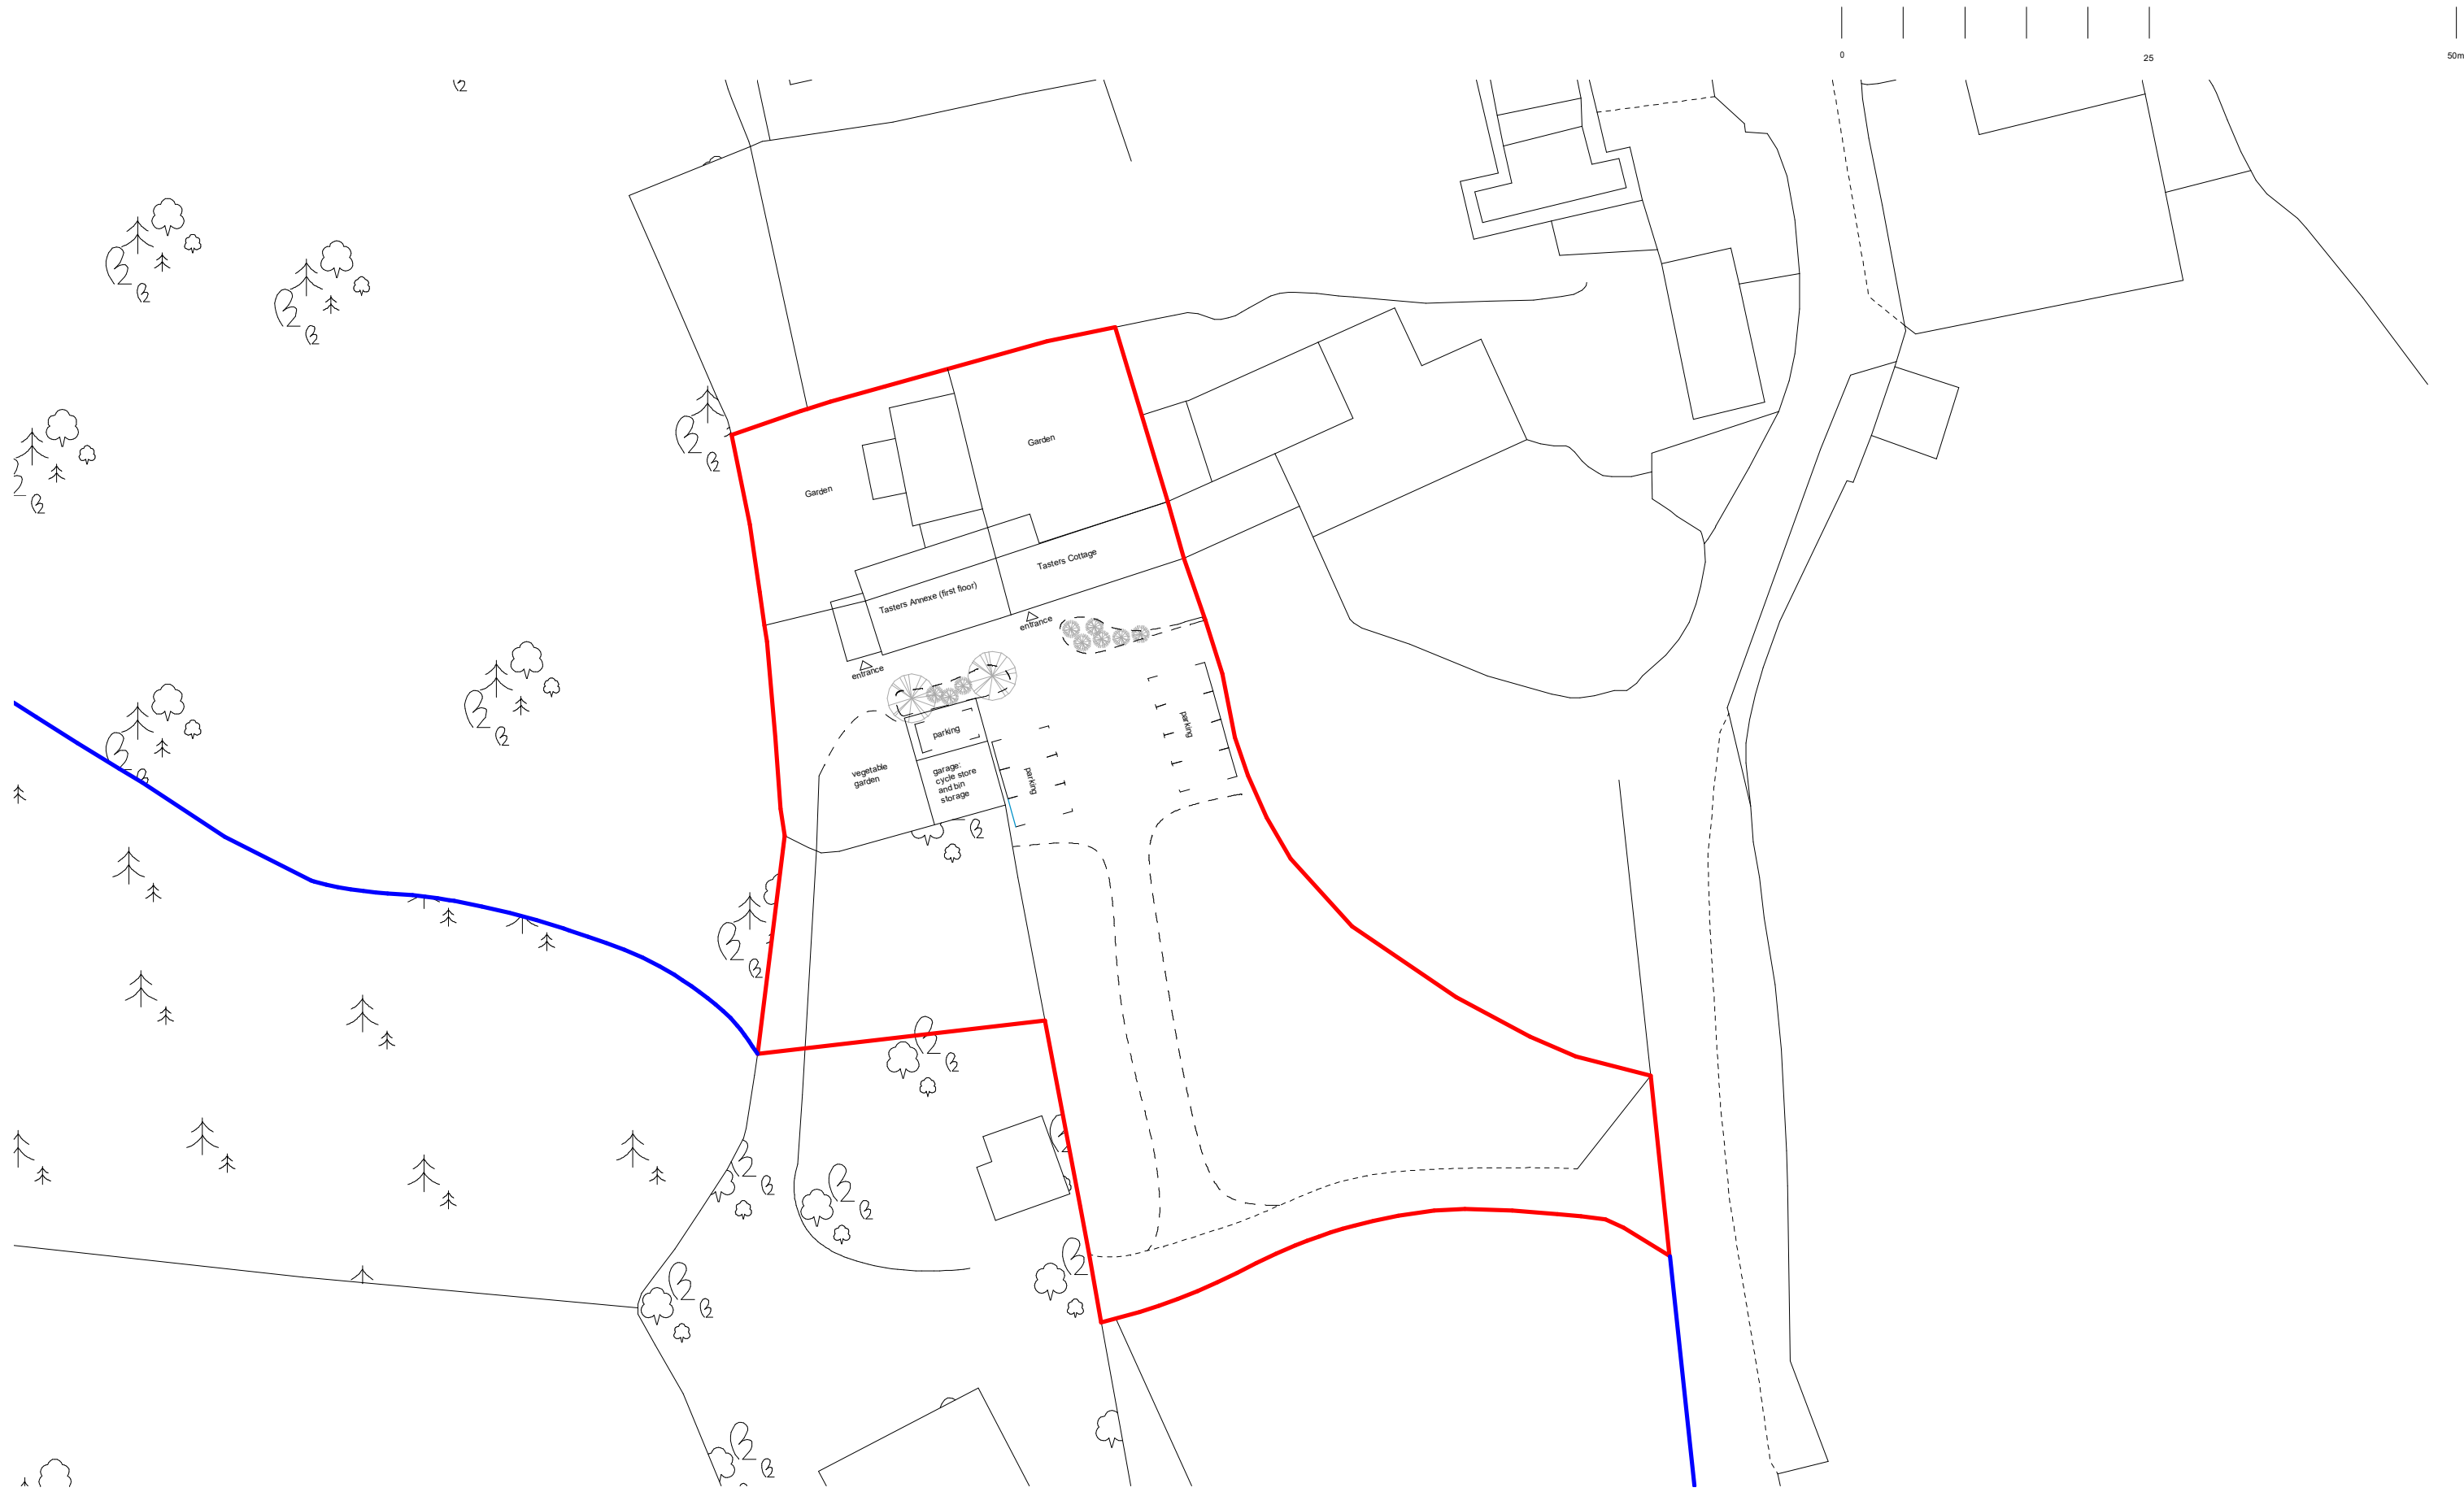 0
25
50m
Garden
Garden
Tasters Cottage
Tasters Annexe (first floor)
entrance
entrance
parking
parking
vegetable
garden
garage:
cycle store
and bin
storage
parking